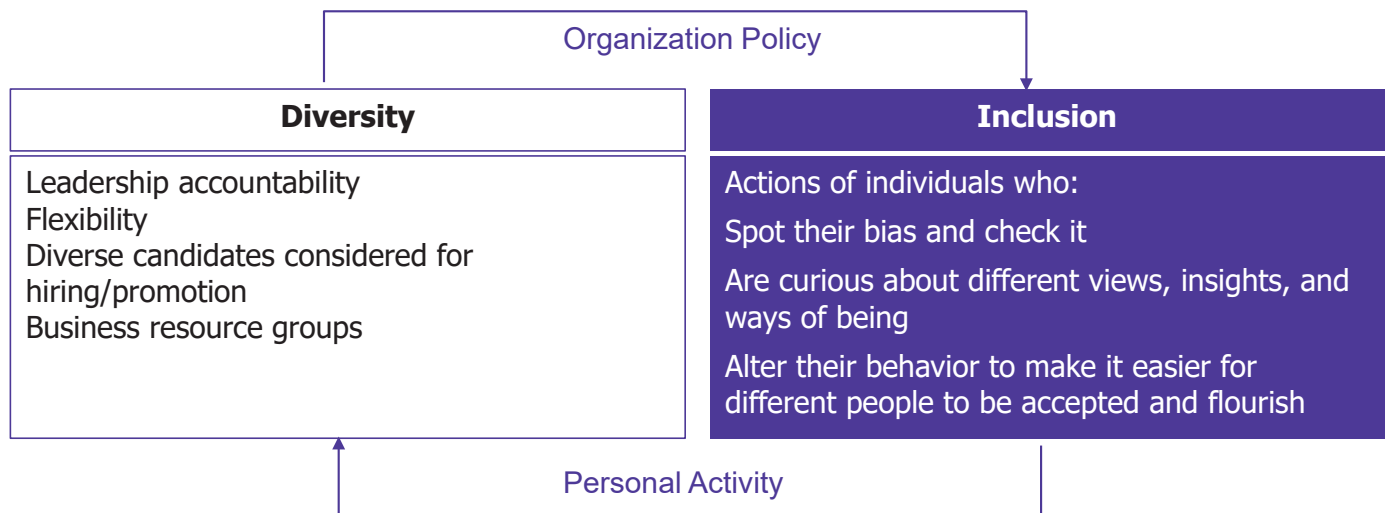 Organization Policy
Diversity
Leadership accountability
Flexibility
Diverse candidates considered for
hiring/promotion
Business resource groups
Inclusion
Actions of individuals who:
Spot their bias and check it
Are curious about different views, insights, and
ways of being
Alter their behavior to make it easier for
different people to be accepted and flourish
Personal Activity